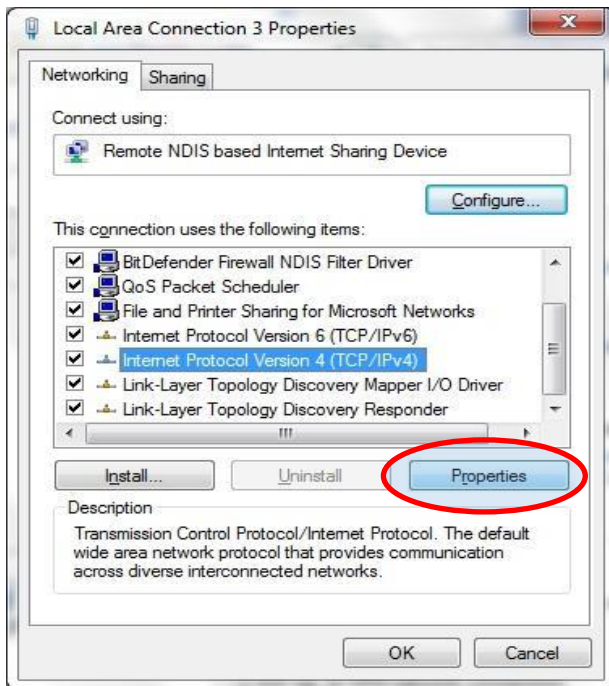 Local Area Connection 3 Properties
Networking
Sharing
Connect using:
Remote NDIS based Internet Sharing Device
Configure...
This connection uses the following items:
BitDefender Firewall NDIS Filter Driver
QoS Packet Scheduler
File and Printer Sharing for Microsoft Networks
Internet Protocol Version 6 (TCP/IPv6)
Internet Protocol Version 4 (TCP/IPv4)
Link-Layer Topology Discovery Mapper I/O Driver
Link-Layer Topology Discovery Responder
Install...
Uninstall
Properties
Description
Transmission Control Protocol/Internet Protocol. The default
wide area network protocol that provides communication
across diverse interconnected networks.
OK
Cancel